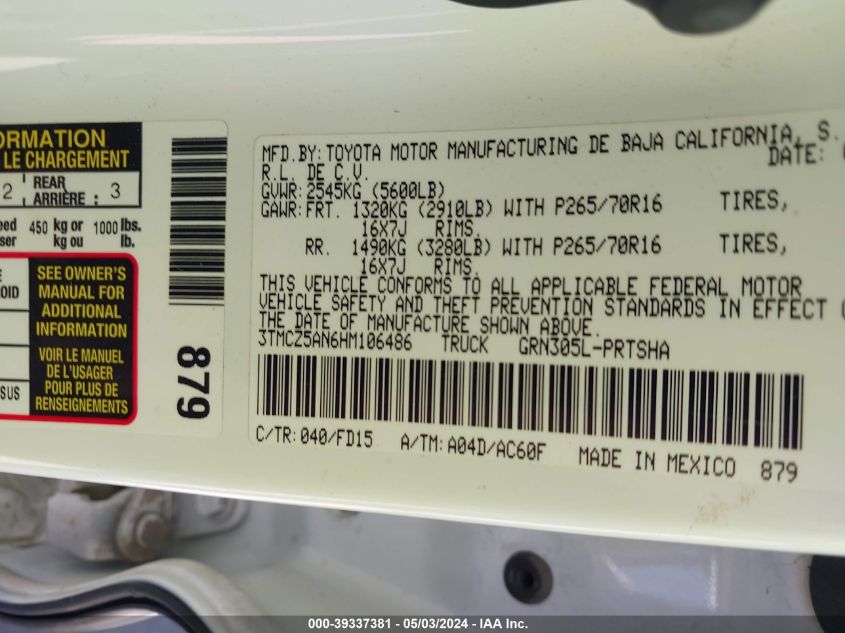 ORMATION
LE CHARGEMENT
2 REAR ARRIÈRE : 3
450 kg or 1000 lbs.
kg ou lb.
SEE OWNER'S
MANUAL FOR
ADDITIONAL
INFORMATION
VOIR LE MANUEL
DE L'USAGER
POUR PLUS DE
RENSEIGNEMENTS
879
MFD.BY:TOYOTA MOTOR MANUFACTURING DE BAJA CALIFORNIA, S.
R.L. DE C.V. DATE:
GVWR:2545KG (5600LB)
GAWR:FRT. 1320KG (2910LB) WITH P265/70R16 TIRES,
16X7J RIMS.
RR. 1490KG (3280LB) WITH P265/70R16 TIRES,
16X7J RIMS.
THIS VEHICLE CONFORMS TO ALL APPLICABLE FEDERAL MOTOR
VEHICLE SAFETY AND THEFT PREVENTION STANDARDS IN EFFECT
THE DATE OF MANUFACTURE SHOWN ABOVE.
3TMCZ5AN6HM106486 TRUCK GRN305L-PRTSHA
C/TR:040/FD15 A/TM:A04D/AC60F MADE IN MEXICO 879
000-39337381 - 05/03/2024 - IAA Inc.